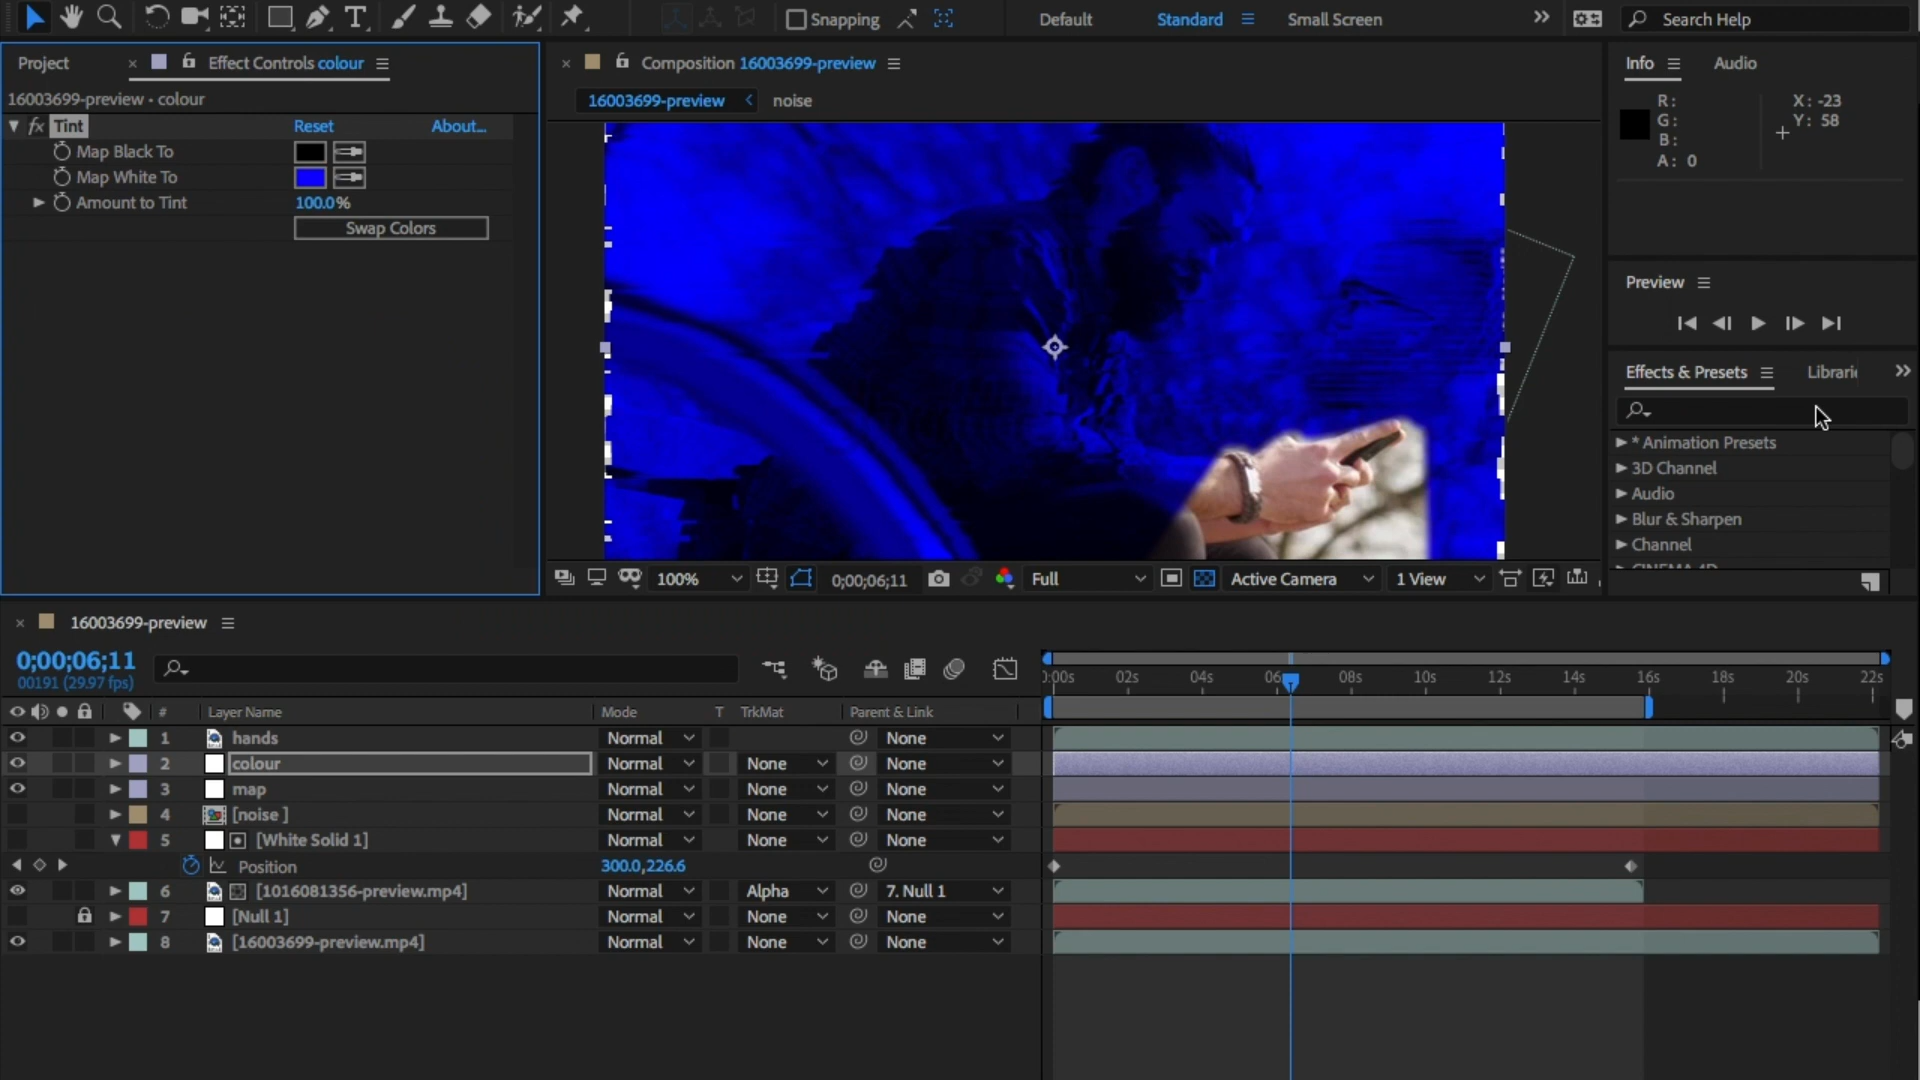 Snapping
Default
Standard
Small Screen
Search Help
Project
Effect Controls colour
16003699-preview • colour
fx Tint
Reset
About...
Map Black To
Map White To
Amount to Tint
100.0%
Swap Colors
Composition 16003699-preview
16003699-preview
noise
Info
Audio
R:
G:
B:
A: 0
X: -23
Y: 58
Preview
Effects & Presets
Librari
* Animation Presets
3D Channel
Audio
Blur & Sharpen
Channel
CINEMA 4D
100%
0;00;06;11
Full
Active Camera
1 View
16003699-preview
0;00;06;11
00191 (29.97 fps)
0:00s 02s 04s 06 08s 10s 12s 14s 16s 18s 20s 22s
# Layer Name Mode T TrkMat Parent & Link
1 hands Normal None
2 colour Normal None None
3 map Normal None None
4 [noise ] Normal None None
5 [White Solid 1] Normal None None
Position 300.0,226.6
6 [1016081356-preview.mp4] Normal Alpha 7. Null 1
7 [Null 1] Normal None None
8 [16003699-preview.mp4] Normal None None